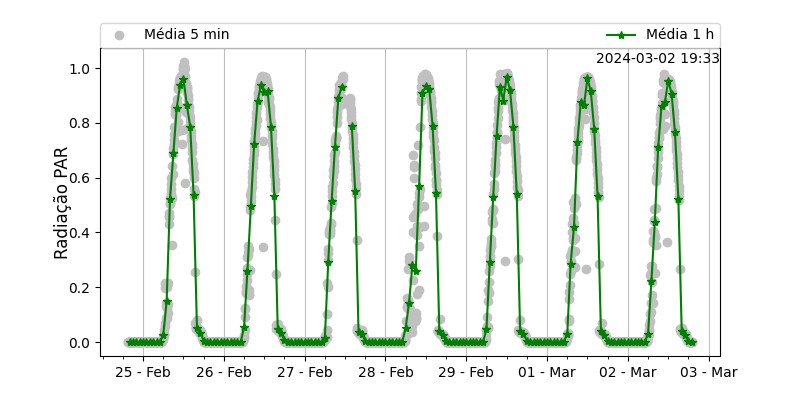 Média 5 min
Média 1 h
2024-03-02 19:33
Radiação PAR
1.0
0.8
0.6
0.4
0.2
0.0
25 - Feb
26 - Feb
27 - Feb
28 - Feb
29 - Feb
01 - Mar
02 - Mar
03 - Mar